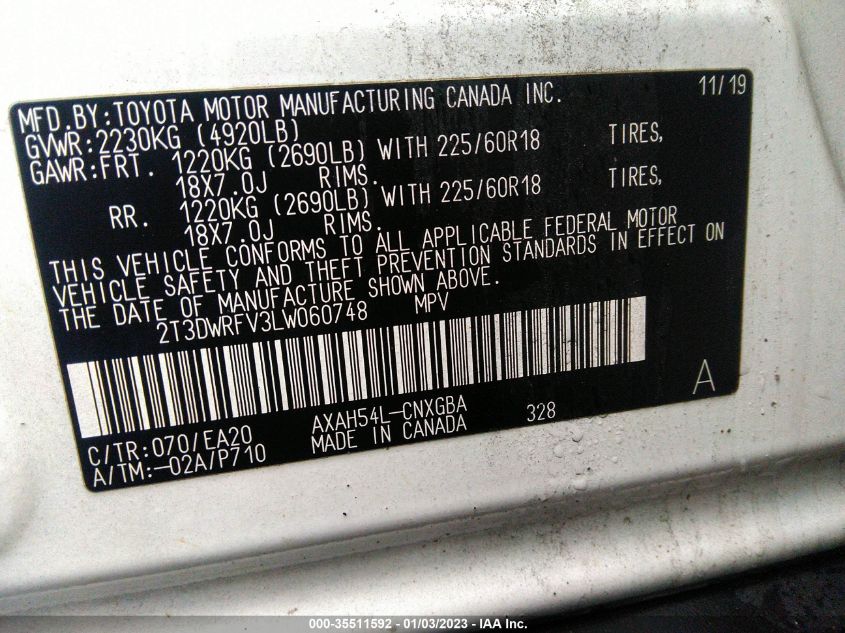 MFD.BY:TOYOTA MOTOR MANUFACTURING CANADA INC. 11/19
GVWR:2230KG (4920LB)
GAWR:FRT. 1220KG (2690LB) WITH 225/60R18 TIRES,
18X7.0J RIMS.
RR. 1220KG (2690LB) WITH 225/60R18 TIRES,
18X7.0J RIMS.
THIS VEHICLE CONFORMS TO ALL APPLICABLE FEDERAL MOTOR
VEHICLE SAFETY AND THEFT PREVENTION STANDARDS IN EFFECT ON
THE DATE OF MANUFACTURE SHOWN ABOVE.
2T3DWRFV3LW060748 MPV
A
C/TR:070/EA20 AXAH54L-CNXGBA 328
A/TM:-02A/P710 MADE IN CANADA
000-35511592 - 01/03/2023 - IAA Inc.